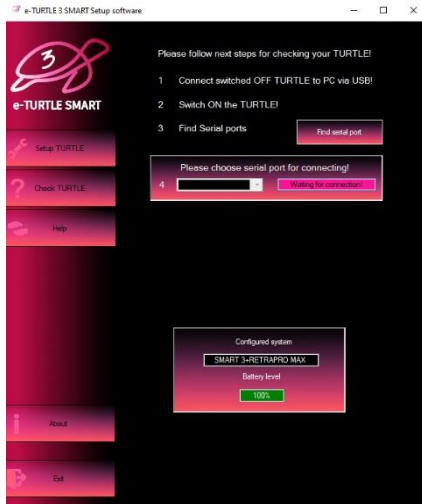 e-TURTLE 3 SMART Setup software
3
e-TURTLE SMART
Setup TURTLE
Check TURTLE
Help
About
Exit
Please follow next steps for checking your TURTLE!
1 Connect switched OFF TURTLE to PC via USB!
2 Switch ON the TURTLE!
3 Find Serial ports
Find serial port
Please choose serial port for connecting!
4
Waiting for connection!
Configured system
SMART 3+RETRAPRO MAX
Battery level
100%